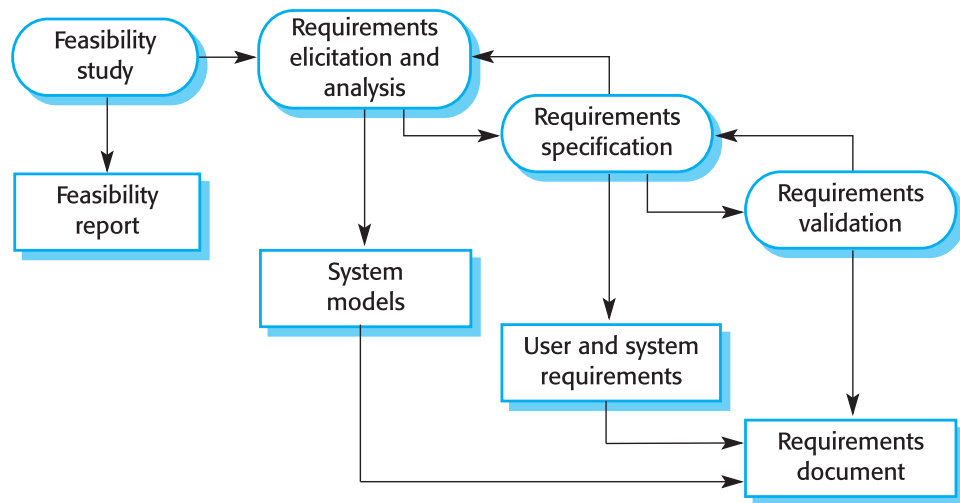 Feasibility
study
Requirements
elicitation and
analysis
Requirements
specification
Requirements
validation
Feasibility
report
System
models
User and system
requirements
Requirements
document